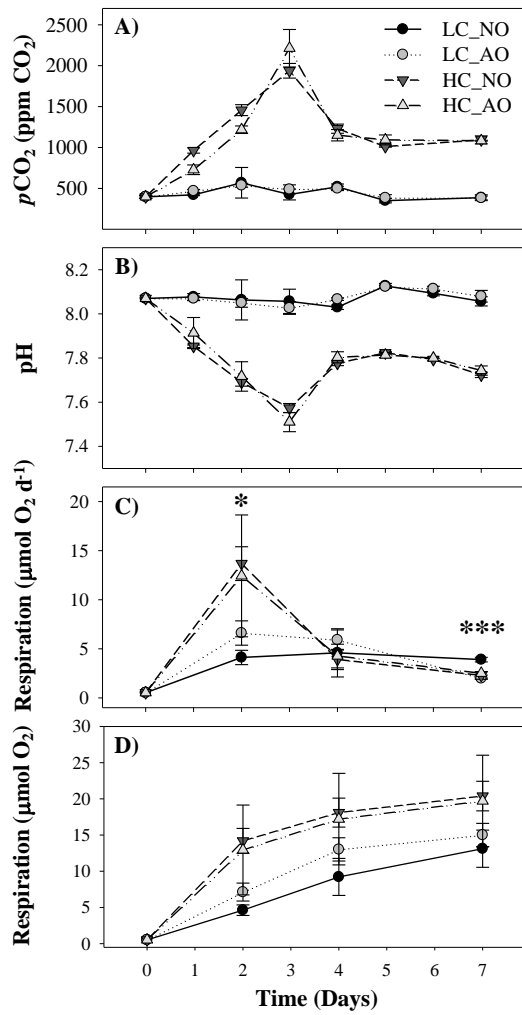 A)
LC_NO
LC_AO
HC_NO
HC_AO
pCO₂ (ppm CO₂)
2500
2000
1500
1000
500
B)
pH
8.2
8.0
7.8
7.6
7.4
C)
*
***
Respiration (µmol O₂ d⁻¹)
20
15
10
5
0
D)
Respiration (µmol O₂)
30
25
20
15
10
5
0
0 1 2 3 4 5 6 7
Time (Days)